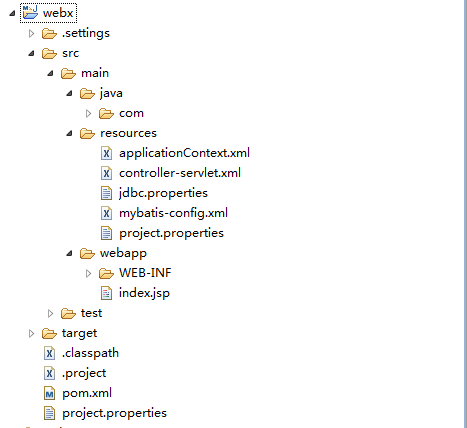 webx
.settings
src
main
java
com
resources
applicationContext.xml
controller-servlet.xml
jdbc.properties
mybatis-config.xml
project.properties
webapp
WEB-INF
index.jsp
test
target
.classpath
.project
pom.xml
project.properties